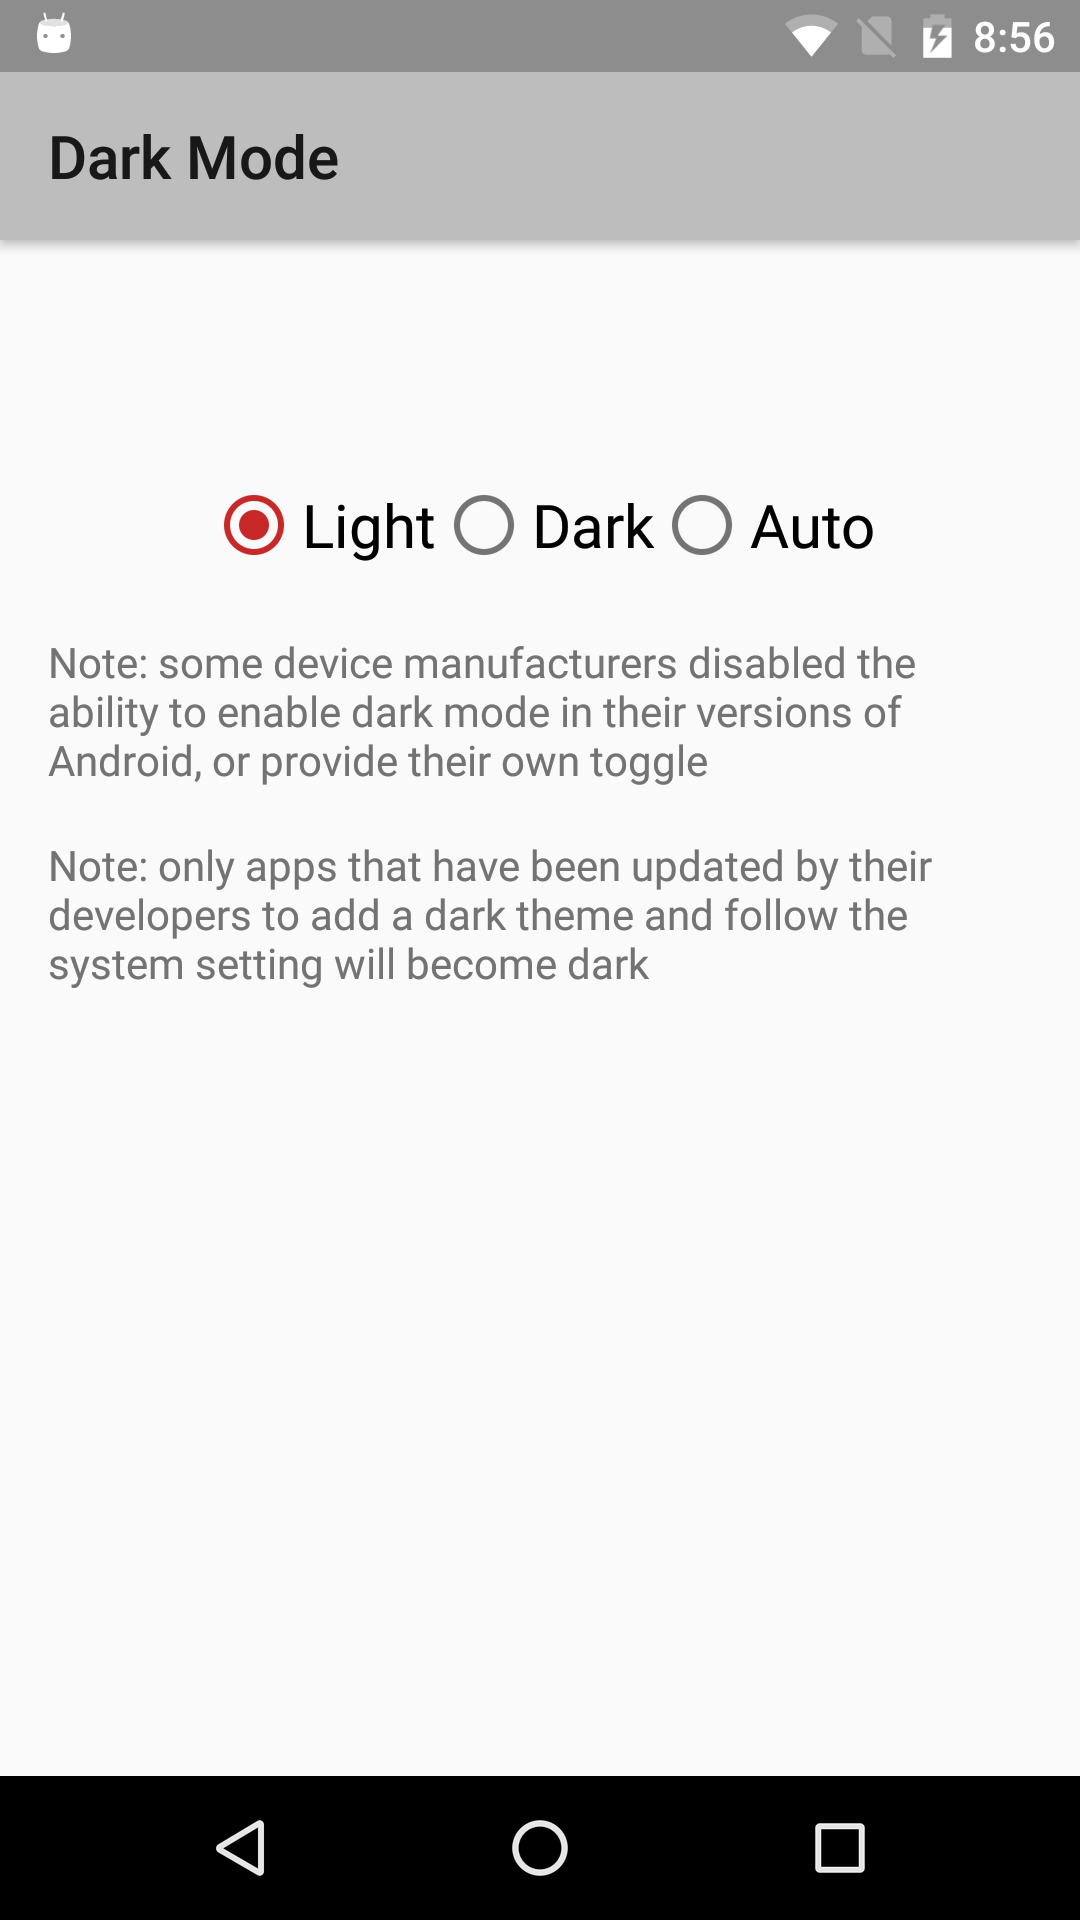 8:56
Dark Mode
Light Dark Auto
Note: some device manufacturers disabled the
ability to enable dark mode in their versions of
Android, or provide their own toggle
Note: only apps that have been updated by their
developers to add a dark theme and follow the
system setting will become dark